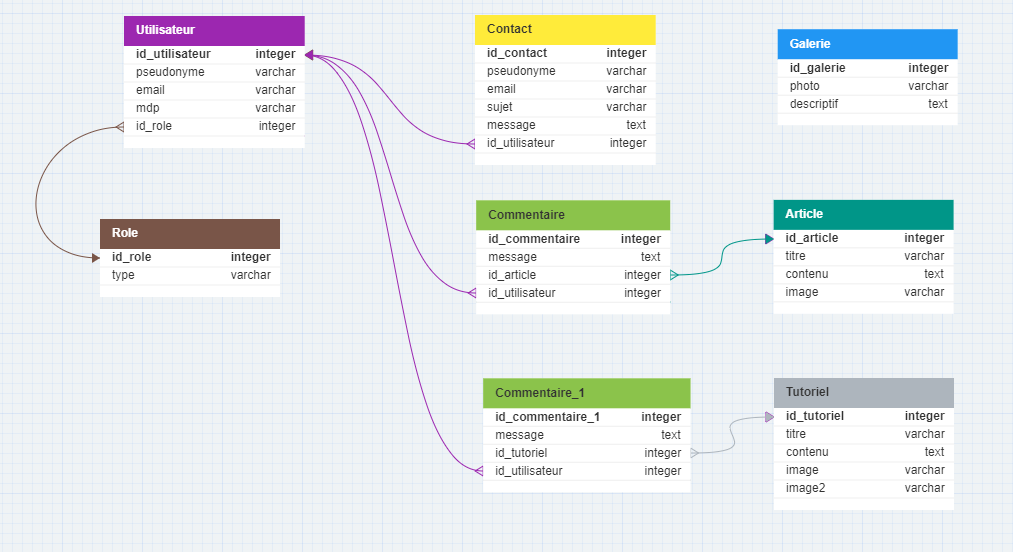 Utilisateur
id_utilisateur integer
pseudonyme varchar
email varchar
mdp varchar
id_role integer
Role
id_role integer
type varchar
Contact
id_contact integer
pseudonyme varchar
email varchar
sujet varchar
message text
id_utilisateur integer
Commentaire
id_commentaire integer
message text
id_article integer
id_utilisateur integer
Commentaire_1
id_commentaire_1 integer
message text
id_tutoriel integer
id_utilisateur integer
Galerie
id_galerie integer
photo varchar
descriptif text
Article
id_article integer
titre varchar
contenu text
image varchar
Tutoriel
id_tutoriel integer
titre varchar
contenu text
image varchar
image2 varchar